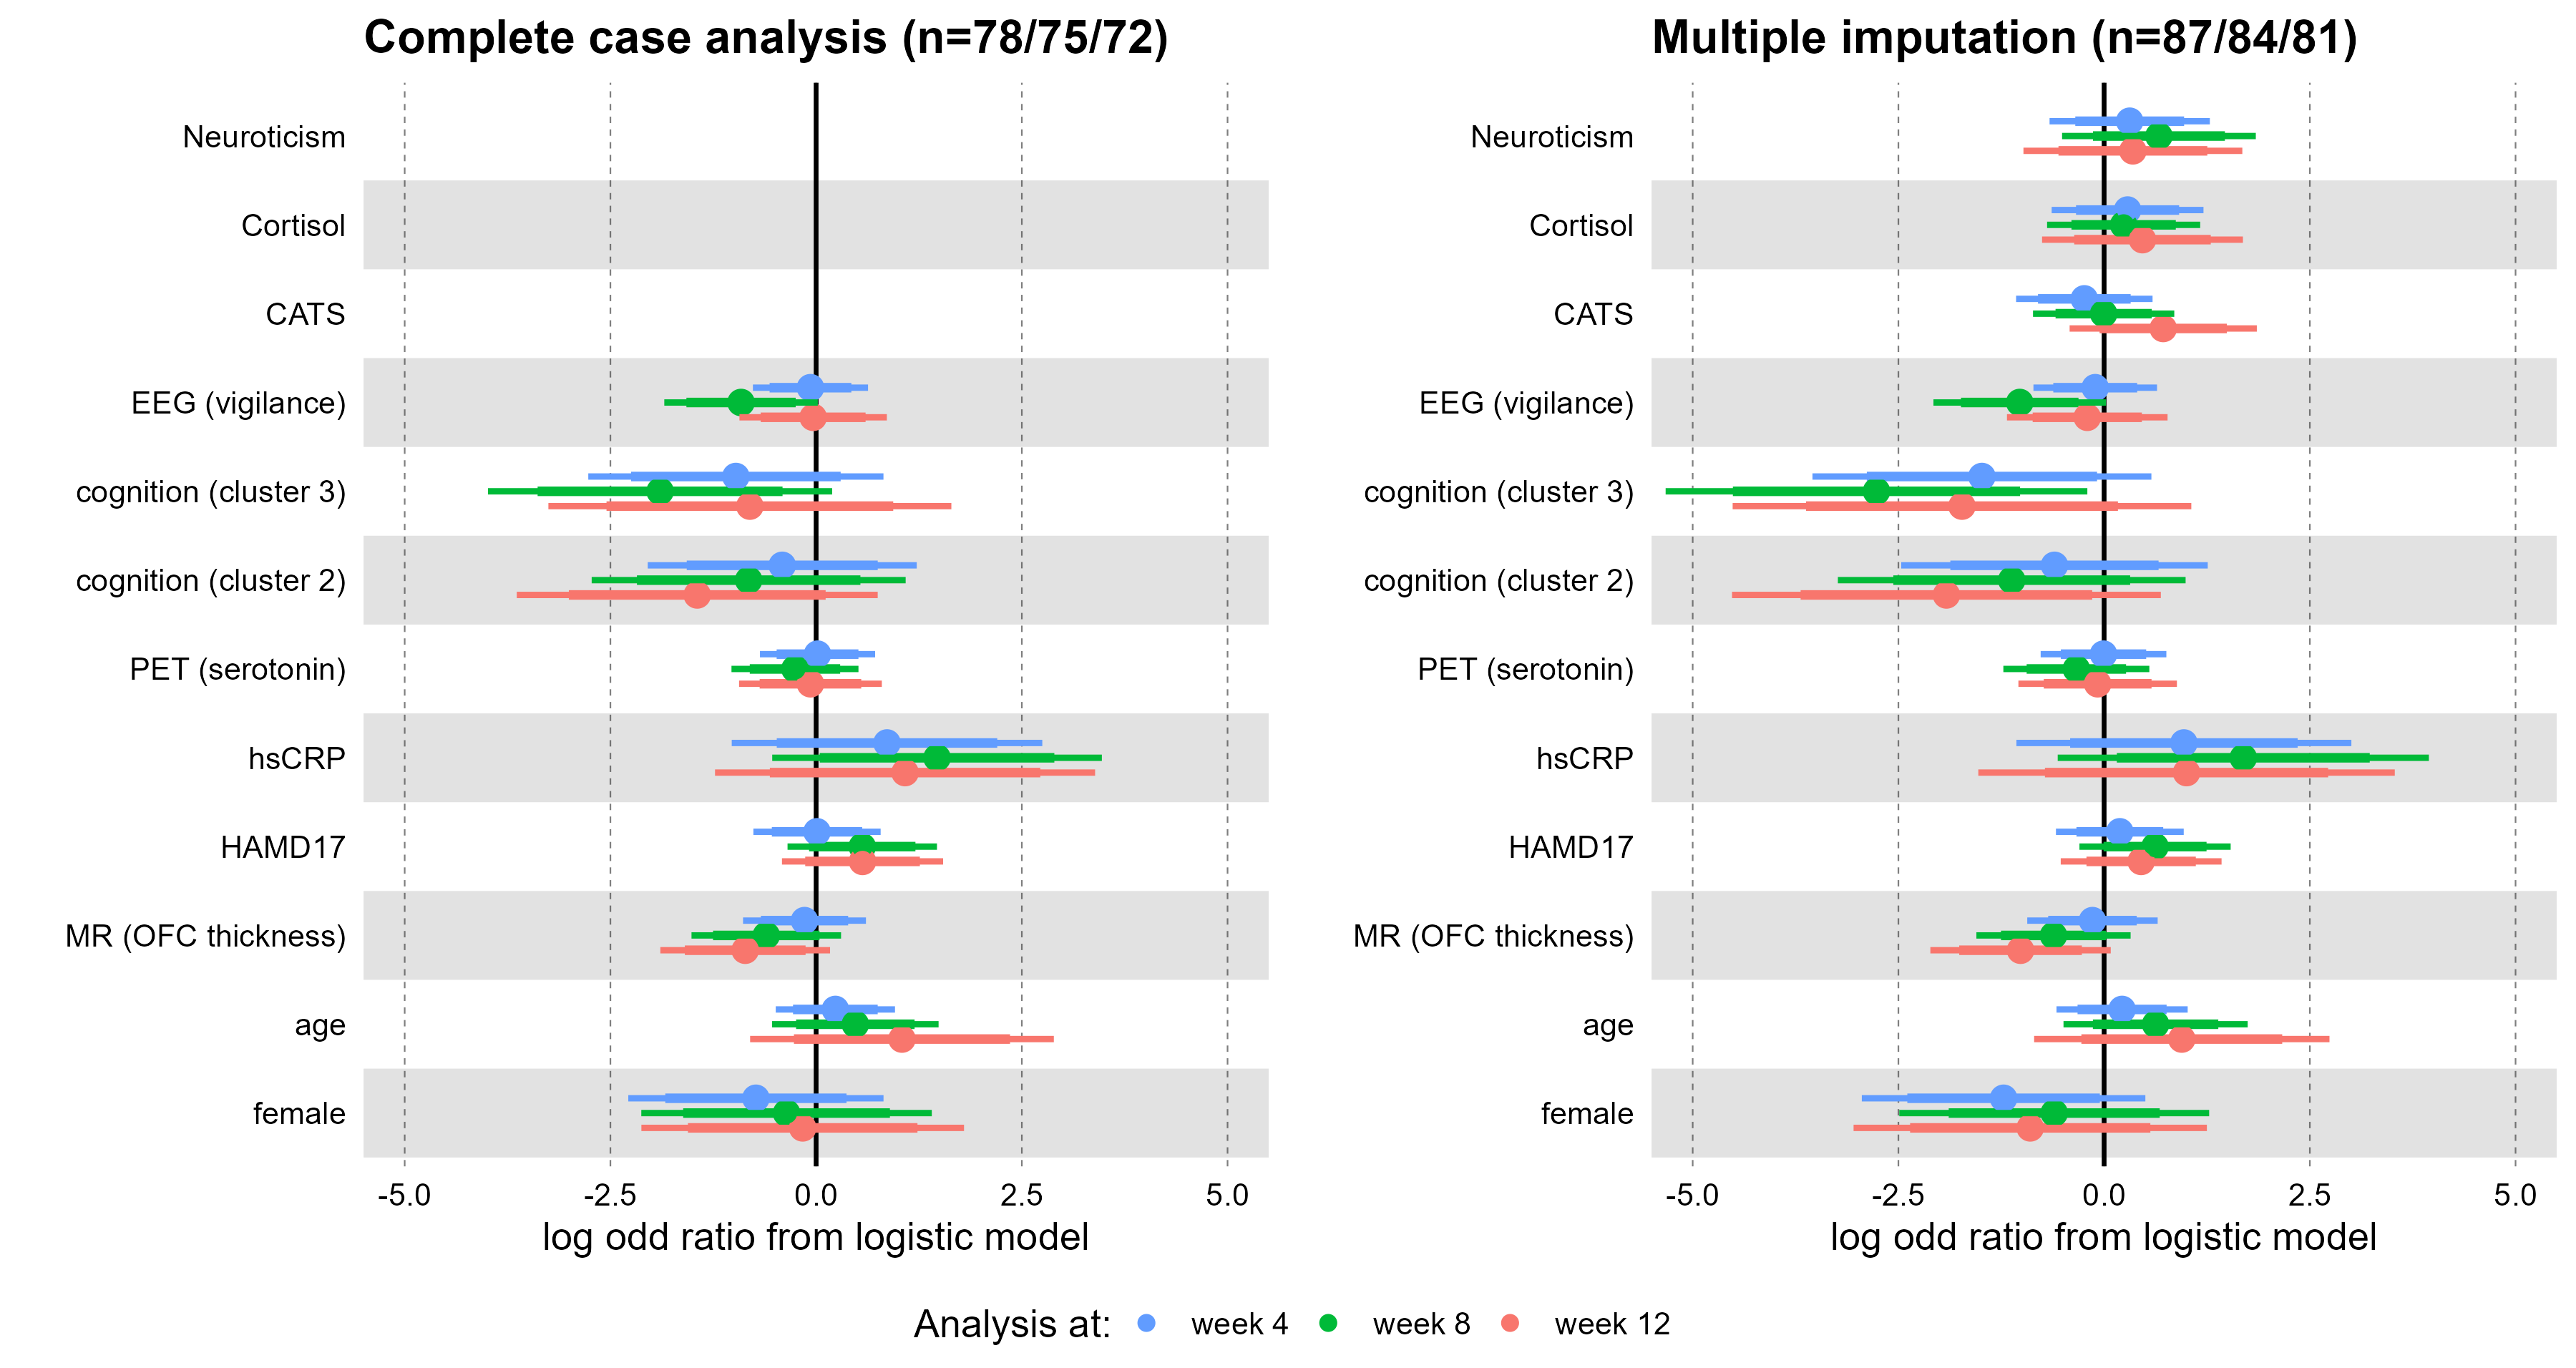 Complete case analysis (n=78/75/72)
Neuroticism
Cortisol
CATS
EEG (vigilance)
cognition (cluster 3)
cognition (cluster 2)
PET (serotonin)
hsCRP
HAMD17
MR (OFC thickness)
age
female
-5.0 -2.5 0.0 2.5 5.0
log odd ratio from logistic model
Multiple imputation (n=87/84/81)
Neuroticism
Cortisol
CATS
EEG (vigilance)
cognition (cluster 3)
cognition (cluster 2)
PET (serotonin)
hsCRP
HAMD17
MR (OFC thickness)
age
female
-5.0 -2.5 0.0 2.5 5.0
log odd ratio from logistic model
Analysis at: week 4 week 8 week 12